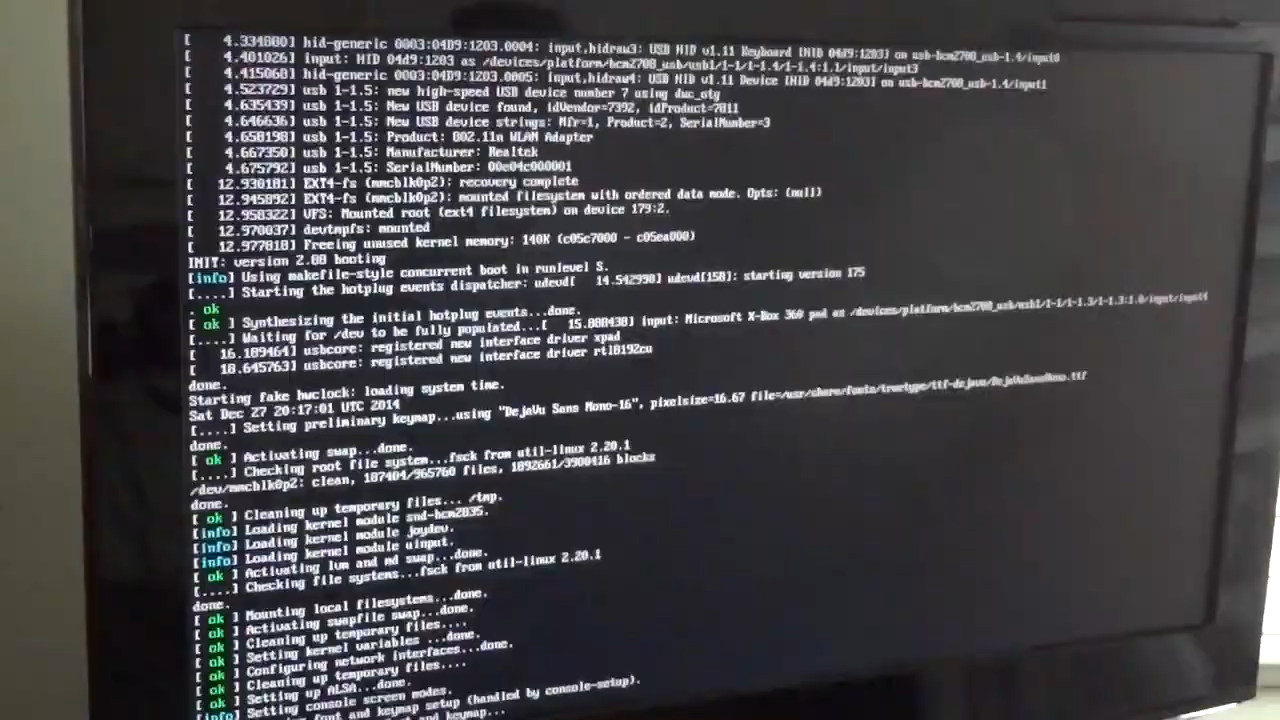 [    4.334800] hid-generic 0003:04D9:1203.0004: input,hidraw3: USB HID v1.11 Keyboard [HID 04d9:1203] on usb-bcm2708_usb-1.4/input0
[    4.401026] input: HID 04d9:1203 as /devices/platform/bcm2708_usb/usb1/1-1/1-1.4/1-1.4:1.1/input/input3
[    4.415068] hid-generic 0003:04D9:1203.0005: input,hidraw4: USB HID v1.11 Device [HID 04d9:1203] on usb-bcm2708_usb-1.4/input1
[    4.523729] usb 1-1.5: new high-speed USB device number 7 using dwc_otg
[    4.635439] usb 1-1.5: New USB device found, idVendor=7392, idProduct=7811
[    4.646636] usb 1-1.5: New USB device strings: Mfr=1, Product=2, SerialNumber=3
[    4.658198] usb 1-1.5: Product: 802.11n WLAN Adapter
[    4.667350] usb 1-1.5: Manufacturer: Realtek
[    4.675792] usb 1-1.5: SerialNumber: 00e04c000001
[   12.930181] EXT4-fs (mmcblk0p2): recovery complete
[   12.945892] EXT4-fs (mmcblk0p2): mounted filesystem with ordered data mode. Opts: (null)
[   12.958322] VFS: Mounted root (ext4 filesystem) on device 179:2.
[   12.970037] devtmpfs: mounted
[   12.977818] Freeing unused kernel memory: 140K (c05c7000 - c05ea000)
INIT: version 2.88 booting
[info] Using makefile-style concurrent boot in runlevel S.
[....] Starting the hotplug events dispatcher: udevd[   14.542990] udevd[158]: starting version 175
. ok
[ ok ] Synthesizing the initial hotplug events...done.
[....] Waiting for /dev to be fully populated...[   15.888438] input: Microsoft X-Box 360 pad as /devices/platform/bcm2708_usb/usb1/1-1/1-1.3/1-1.3:1.0/input/input4
[   16.189464] usbcore: registered new interface driver xpad
[   18.645763] usbcore: registered new interface driver rtl8192cu
done.
Starting fake hwclock: loading system time.
Sat Dec 27 20:17:01 UTC 2014
[....] Setting preliminary keymap...using "DejaVu Sans Mono-16", pixelsize=16.67 file=/usr/share/fonts/truetype/ttf-dejavu/DejaVuSansMono.ttf
done.
[ ok ] Activating swap...done.
[....] Checking root file system...fsck from util-linux 2.20.1
/dev/mmcblk0p2: clean, 107404/965760 files, 1092661/3900416 blocks
done.
[ ok ] Cleaning up temporary files... /tmp.
[info] Loading kernel module snd-bcm2835.
[info] Loading kernel module joydev.
[info] Loading kernel module uinput.
[ ok ] Activating lvm and md swap...done.
[....] Checking file systems...fsck from util-linux 2.20.1
done.
[ ok ] Mounting local filesystems...done.
[ ok ] Activating swapfile swap...done.
[ ok ] Cleaning up temporary files....
[ ok ] Setting kernel variables ...done.
[ ok ] Configuring network interfaces...done.
[ ok ] Cleaning up temporary files....
[ ok ] Setting up ALSA...done.
[info] Setting console screen modes.
font and keymap setup (handled by console-setup).
and keymap...